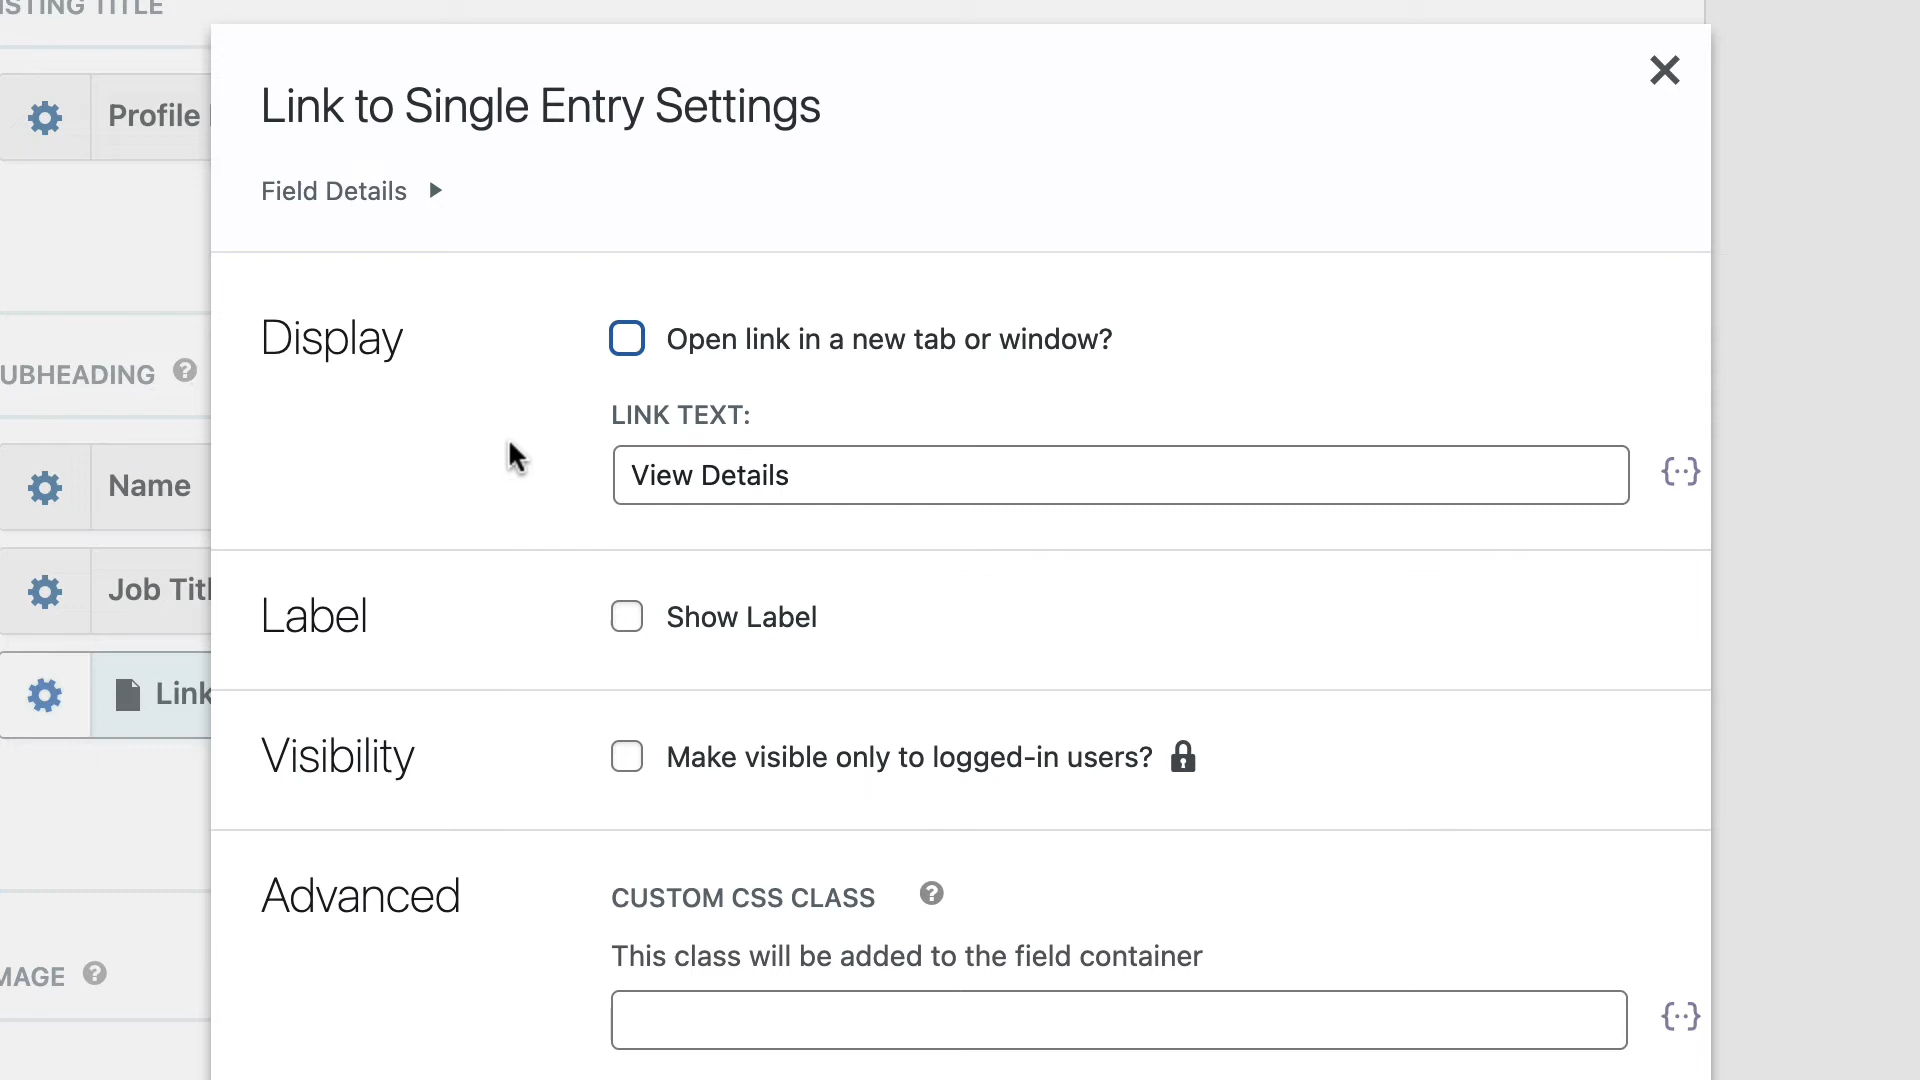 ISTING TITLE
Link to Single Entry Settings
Profile
Field Details
Display
Open link in a new tab or window?
UBHEADING
LINK TEXT:
View Details
Name
Job Titl
Label
Show Label
Link
Visibility
Make visible only to logged-in users?
Advanced
CUSTOM CSS CLASS
This class will be added to the field container
MAGE